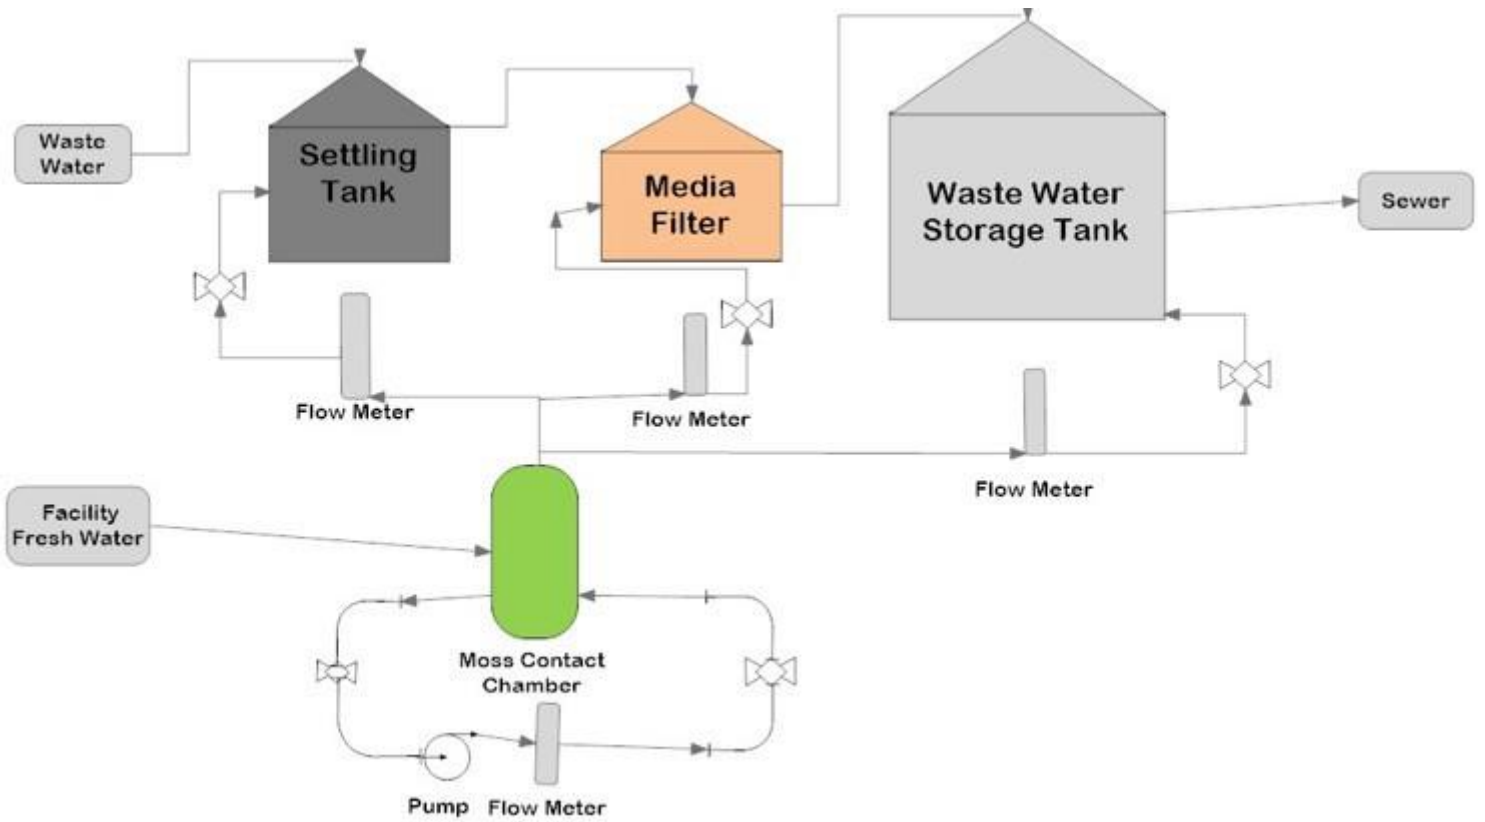 Waste
Water
Settling
Tank
Media
Filter
Waste Water
Storage Tank
Sewer
Flow Meter
Flow Meter
Flow Meter
Facility
Fresh Water
Moss Contact
Chamber
Pump
Flow Meter